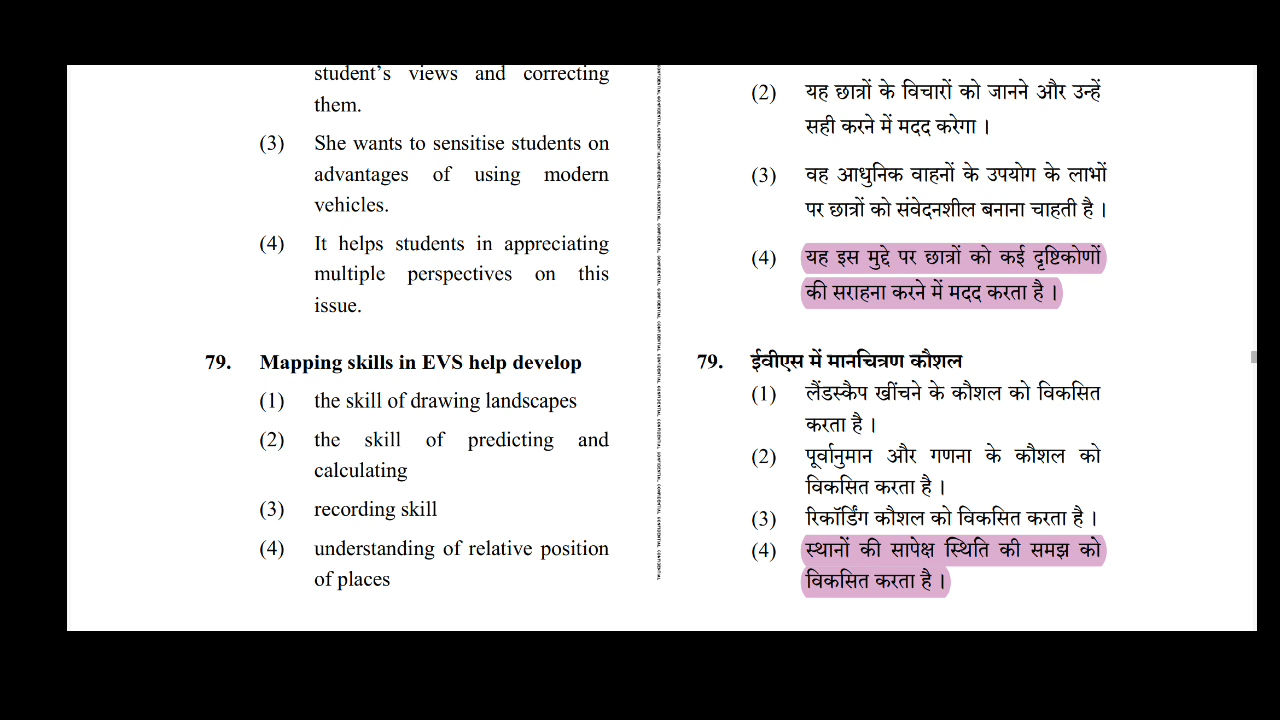 student’s views and correcting
them.
(3) She wants to sensitise students on
advantages of using modern
vehicles.
(4) It helps students in appreciating
multiple perspectives on this
issue.
79. Mapping skills in EVS help develop
(1) the skill of drawing landscapes
(2) the skill of predicting and
calculating
(3) recording skill
(4) understanding of relative position
of places
(2) यह छात्रों के विचारों को जानने और उन्हें
सही करने में मदद करेगा ।
(3) वह आधुनिक वाहनों के उपयोग के लाभों
पर छात्रों को संवेदनशील बनाना चाहती है ।
(4) यह इस मुद्दे पर छात्रों को कई दृष्टिकोणों
की सराहना करने में मदद करता है ।
79. ईवीएस में मानचित्रण कौशल
(1) लैंडस्कैप खींचने के कौशल को विकसित
करता है ।
(2) पूर्वानुमान और गणना के कौशल को
विकसित करता है ।
(3) रिकॉर्डिंग कौशल को विकसित करता है ।
(4) स्थानों की सापेक्ष स्थिति की समझ को
विकसित करता है ।